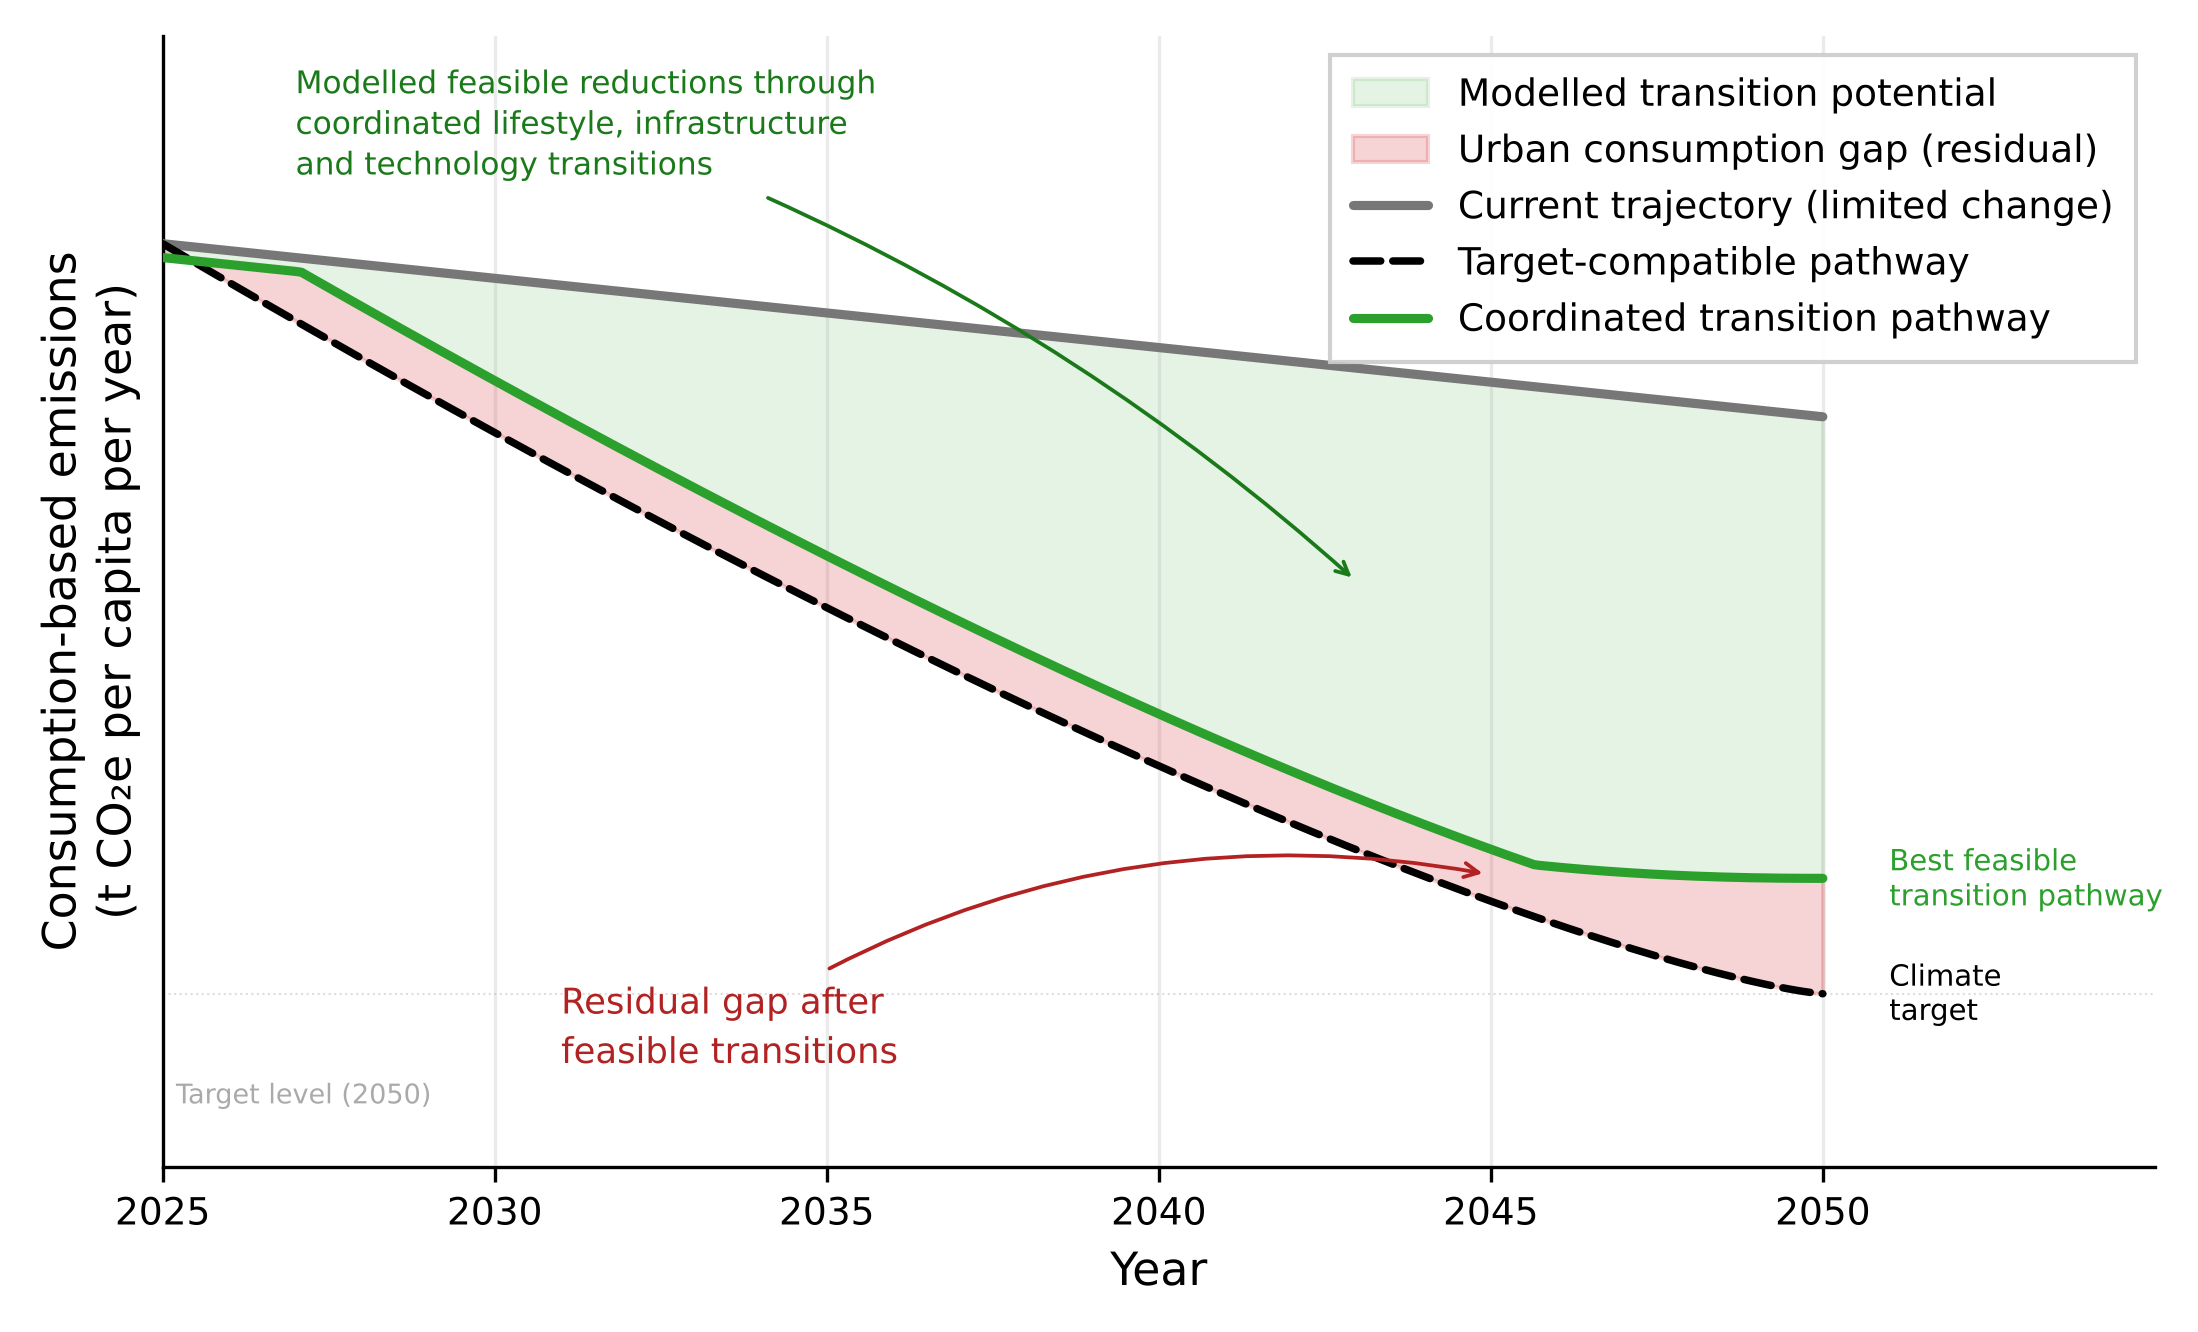 Modelled feasible reductions through
coordinated lifestyle, infrastructure
and technology transitions
Modelled transition potential
Urban consumption gap (residual)
Current trajectory (limited change)
Target-compatible pathway
Coordinated transition pathway
Consumption-based emissions
(t CO₂e per capita per year)
Best feasible
transition pathway
Climate
target
Residual gap after
feasible transitions
Target level (2050)
2025 2030 2035 2040 2045 2050
Year